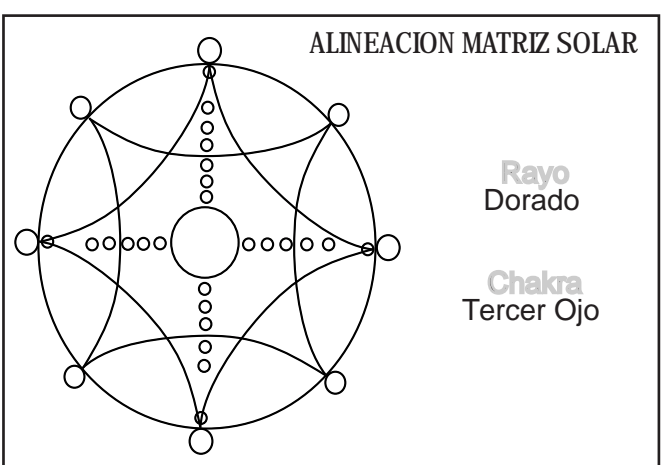 ALINEACION MATRIZ SOLAR
Rayo
Dorado
Chakra
Tercer Ojo